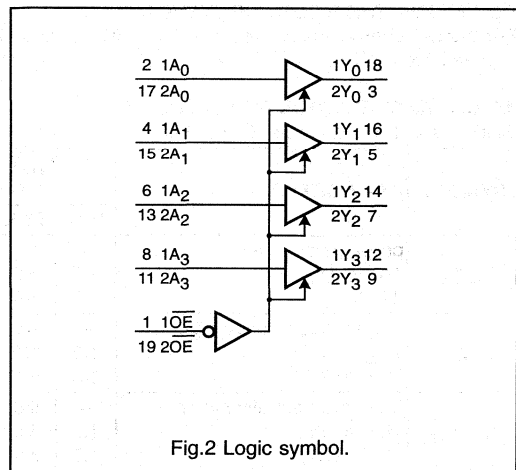 2 1A0 1Y0 18
17 2A0 2Y0 3
4 1A1 1Y1 16
15 2A1 2Y1 5
6 1A2 1Y2 14
13 2A2 2Y2 7
8 1A3 1Y3 12
11 2A3 2Y3 9
1 1O̅E̅
19 2O̅E̅
Fig.2 Logic symbol.